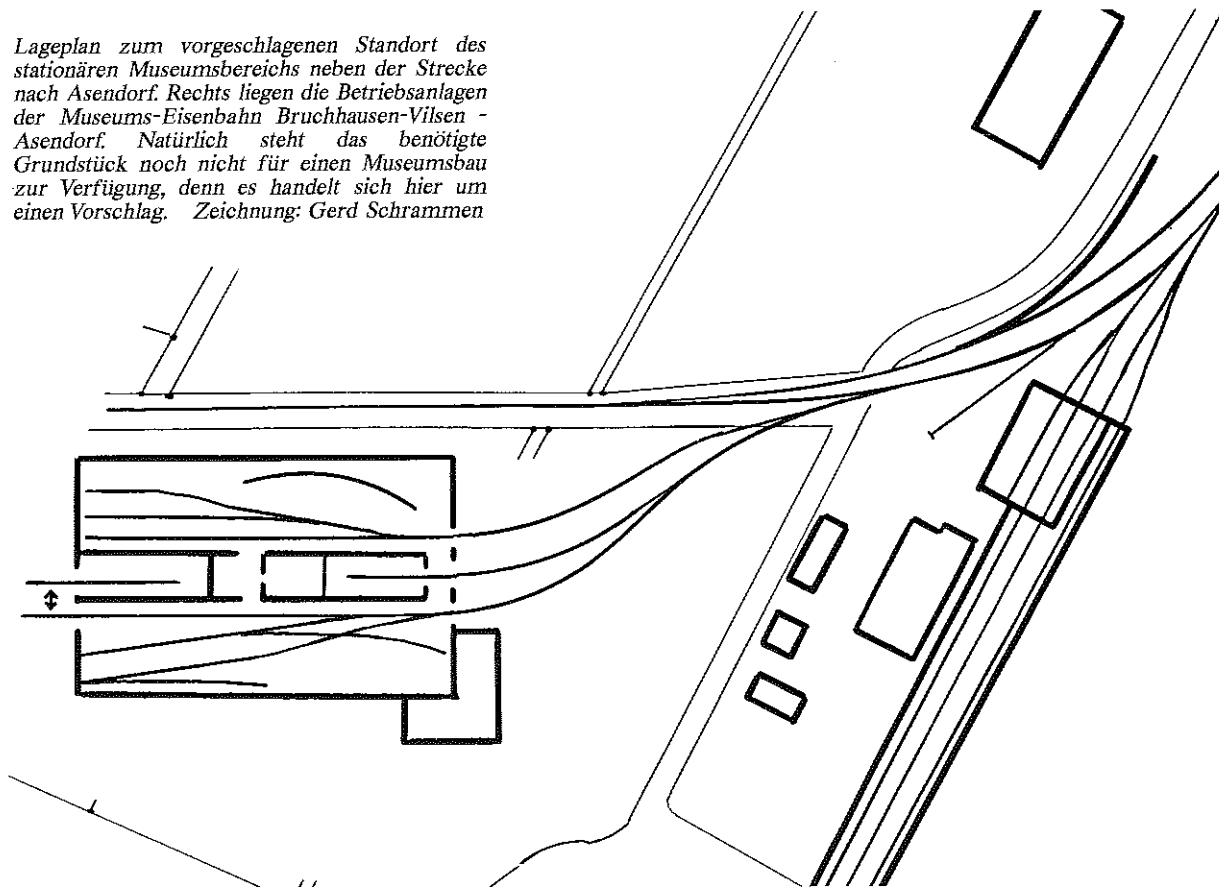 Lageplan zum vorgeschlagenen Standort des
stationären Museumsbereichs neben der Strecke
nach Asendorf. Rechts liegen die Betriebsanlagen
der Museums-Eisenbahn Bruchhausen-Vilsen -
Asendorf. Natürlich steht das benötigte
Grundstück noch nicht für einen Museumsbau
zur Verfügung, denn es handelt sich hier um
einen Vorschlag. Zeichnung: Gerd Schrammen